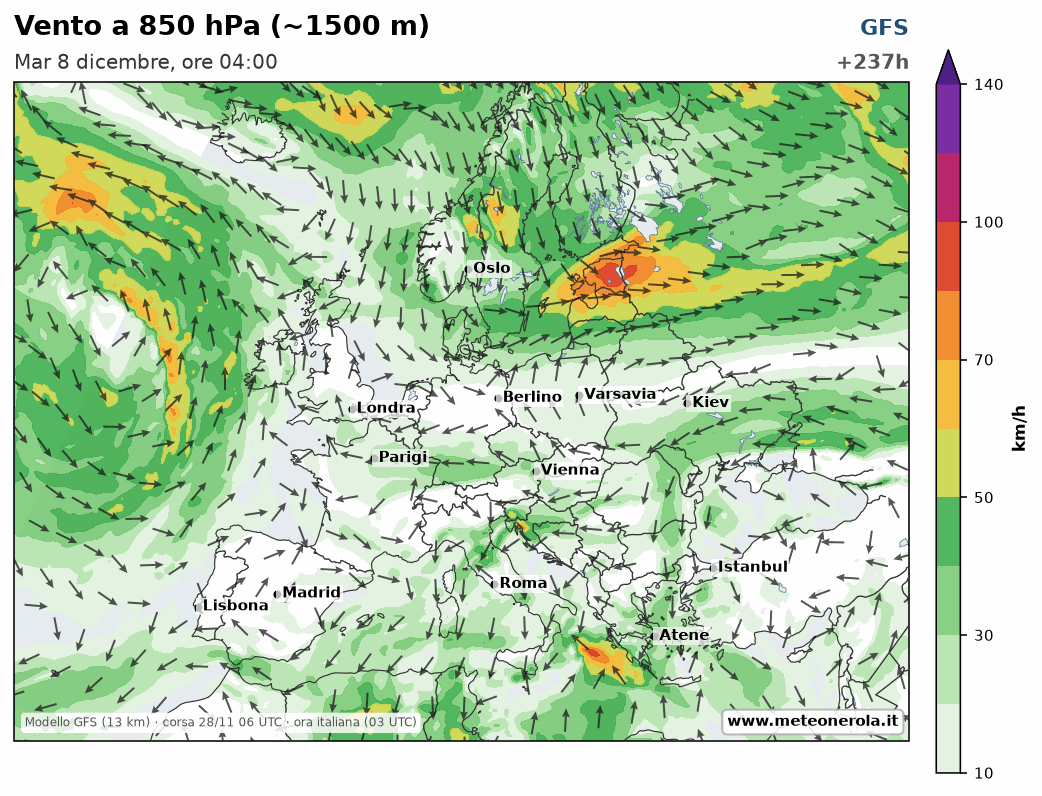 Vento a 850 hPa (~1500 m)
GFS
Mar 8 dicembre, ore 04:00
+237h
140
100
70
50
30
10
km/h
Oslo
Londra
Berlino
Varsavia
Kiev
Parigi
Vienna
Istanbul
Roma
Madrid
Lisbona
Atene
Modello GFS (13 km) · corsa 28/11 06 UTC · ora italiana (03 UTC)
www.meteonerola.it